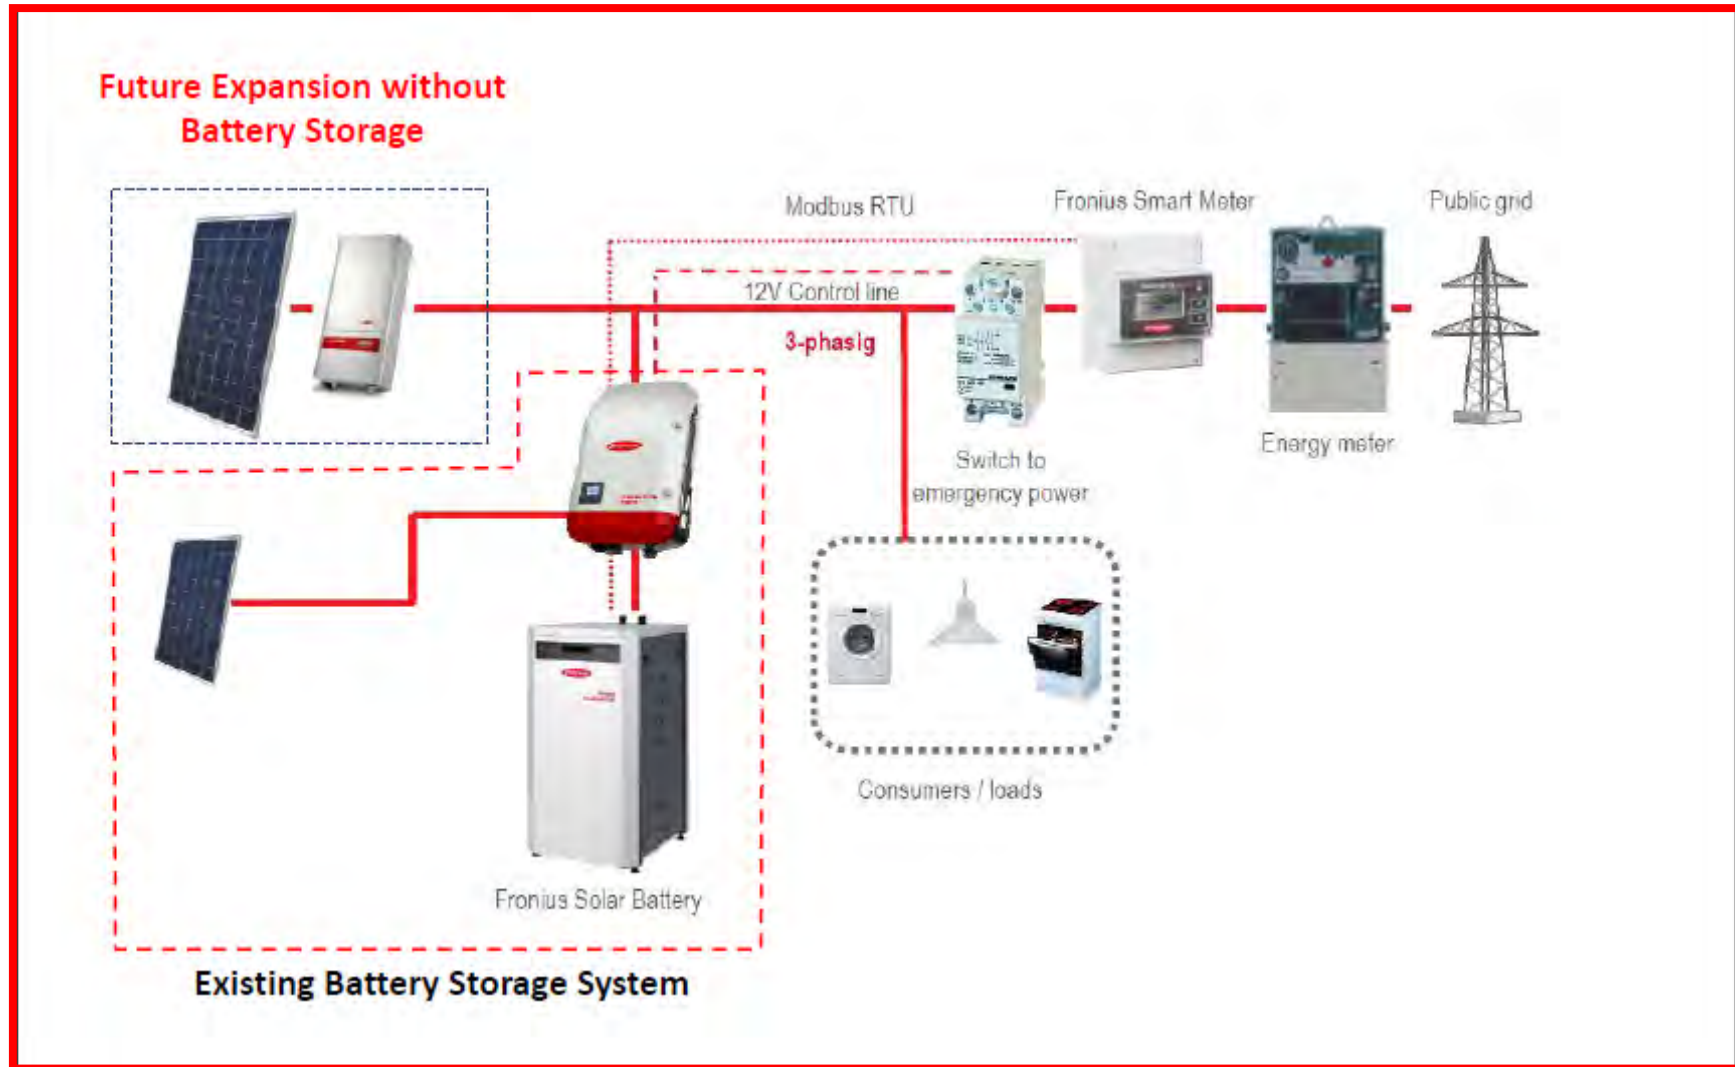 Future Expansion without
Battery Storage
Modbus RTU
Fronius Smart Meter
Public grid
12V Control line
3-phasig
Energy meter
Switch to
emergency power
Consumers / loads
Fronius Solar Battery
Existing Battery Storage System